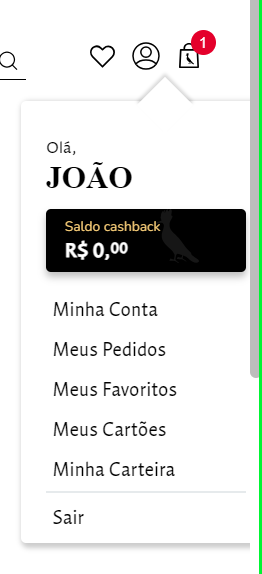 1
Olá,
JOÃO
Saldo cashback
R$ 0,00
Minha Conta
Meus Pedidos
Meus Favoritos
Meus Cartões
Minha Carteira
Sair